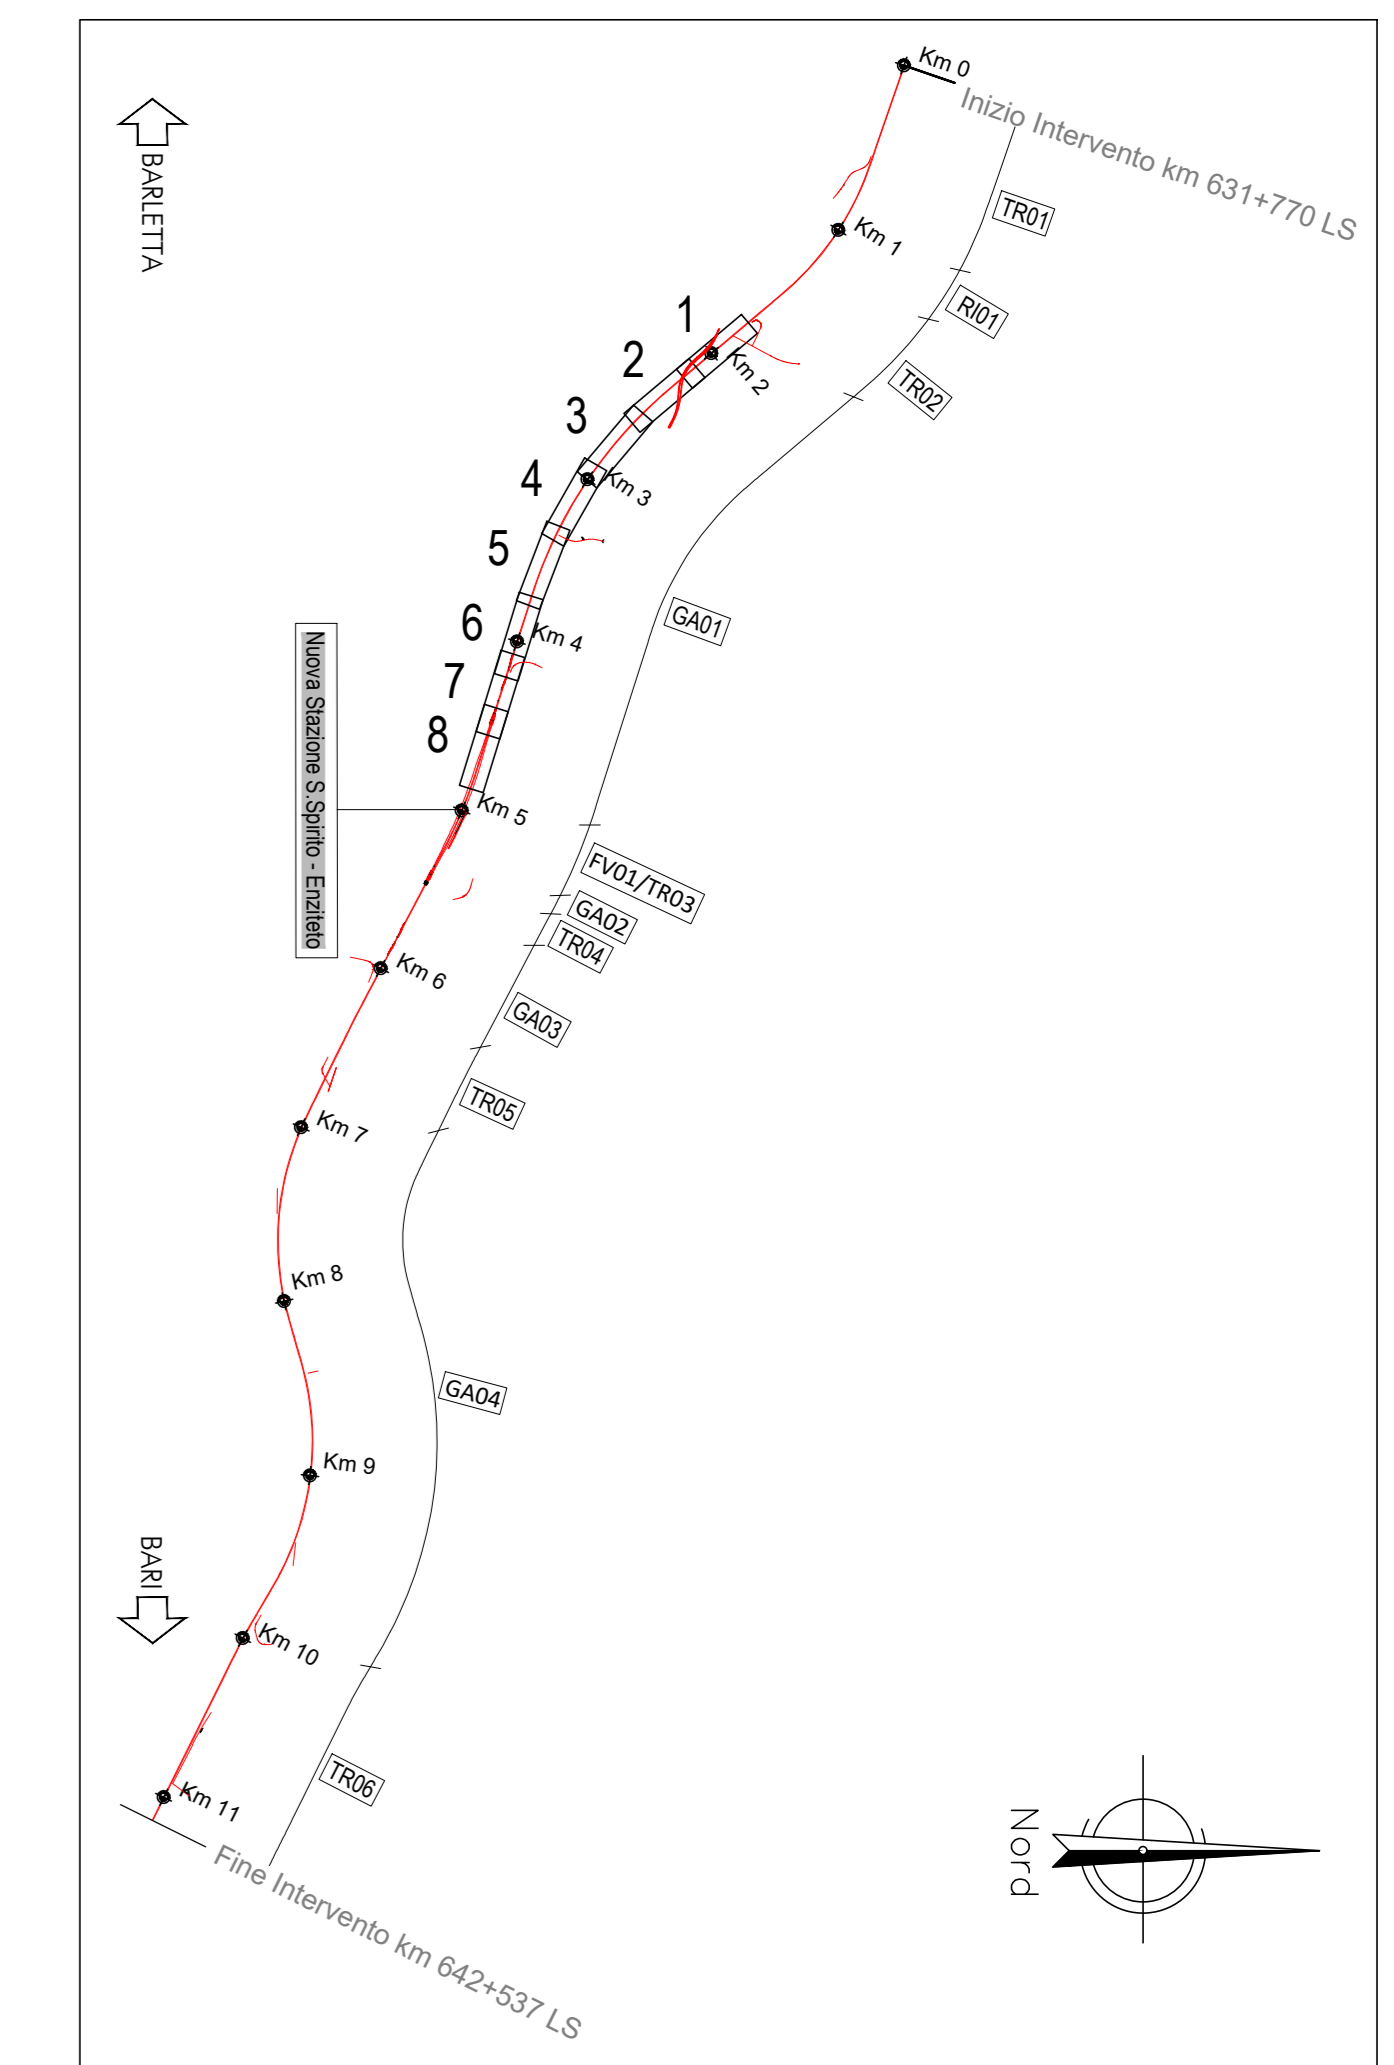 Km 0
Inizio Intervento km 631+770 LS
BARLETTA
TR01
Km 1
RI01
1
Km 2
2
TR02
3
4
Km 3
5
6
Km 4
GA01
7
8
Nuova Stazione S.Spirito - Enziteto
Km 5
FV01/TR03
GA02
TR04
Km 6
GA03
TR05
Km 7
Km 8
GA04
Km 9
BARI
Km 10
TR06
Km 11
Nord
Fine Intervento km 642+537 LS